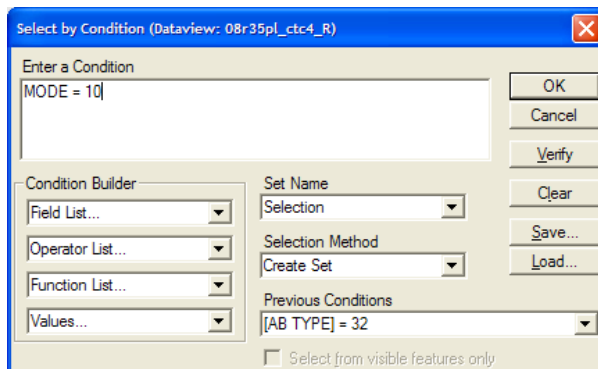 Select by Condition (Dataview: 08r35pl_ctc4_R)
Enter a Condition
MODE = 10
OK
Cancel
Verify
Clear
Save...
Load...
Condition Builder
Field List...
Operator List...
Function List...
Values...
Set Name
Selection
Selection Method
Create Set
Previous Conditions
[AB TYPE] = 32
Select from visible features only